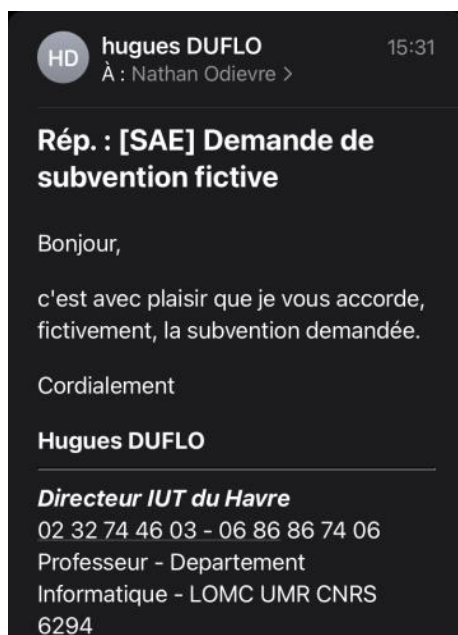 HD
hugues DUFLO
15:31
À : Nathan Odievre >
Rép. : [SAE] Demande de
subvention fictive
Bonjour,
c'est avec plaisir que je vous accorde,
fictivement, la subvention demandée.
Cordialement
Hugues DUFLO
Directeur IUT du Havre
02 32 74 46 03 - 06 86 86 74 06
Professeur - Departement
Informatique - LOMC UMR CNRS
6294